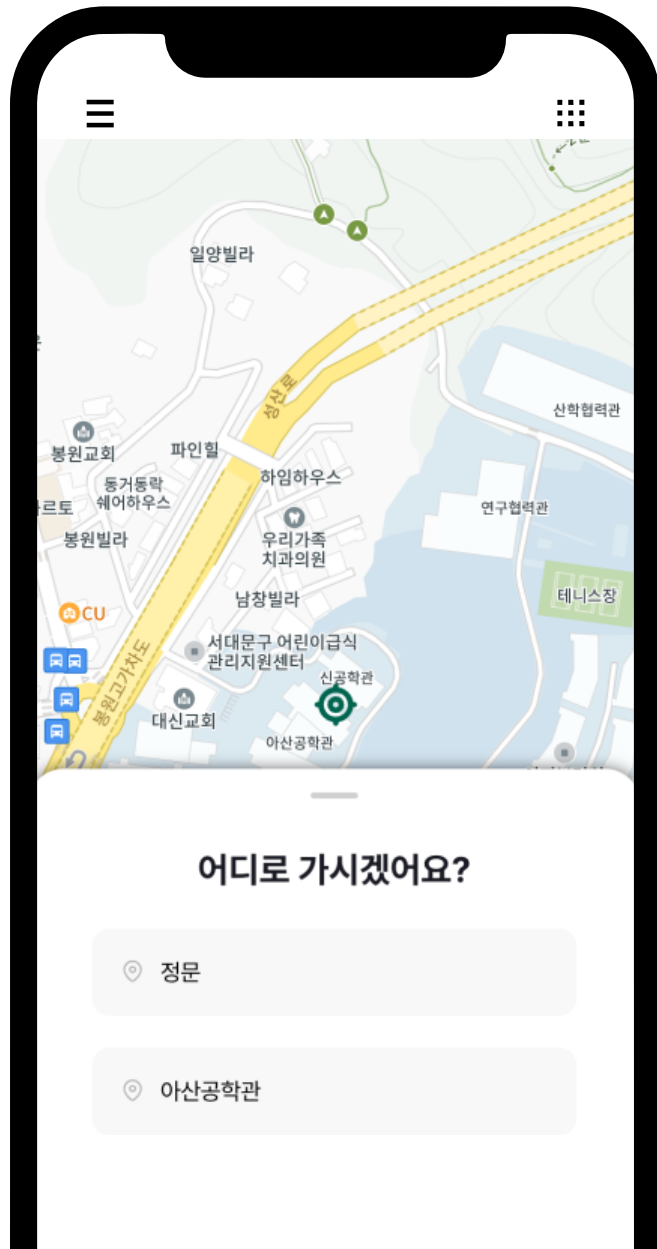 일양빌라
성산로
산학협력관
봉원교회
파인힐
동거동락
쉐어하우스
하임하우스
르토
연구협력관
봉원빌라
우리가족
치과의원
테니스장
남창빌라
CU
서대문구 어린이급식
관리지원센터
신공학관
봉원고가차도
대신교회
아산공학관
어디로 가시겠어요?
정문
아산공학관